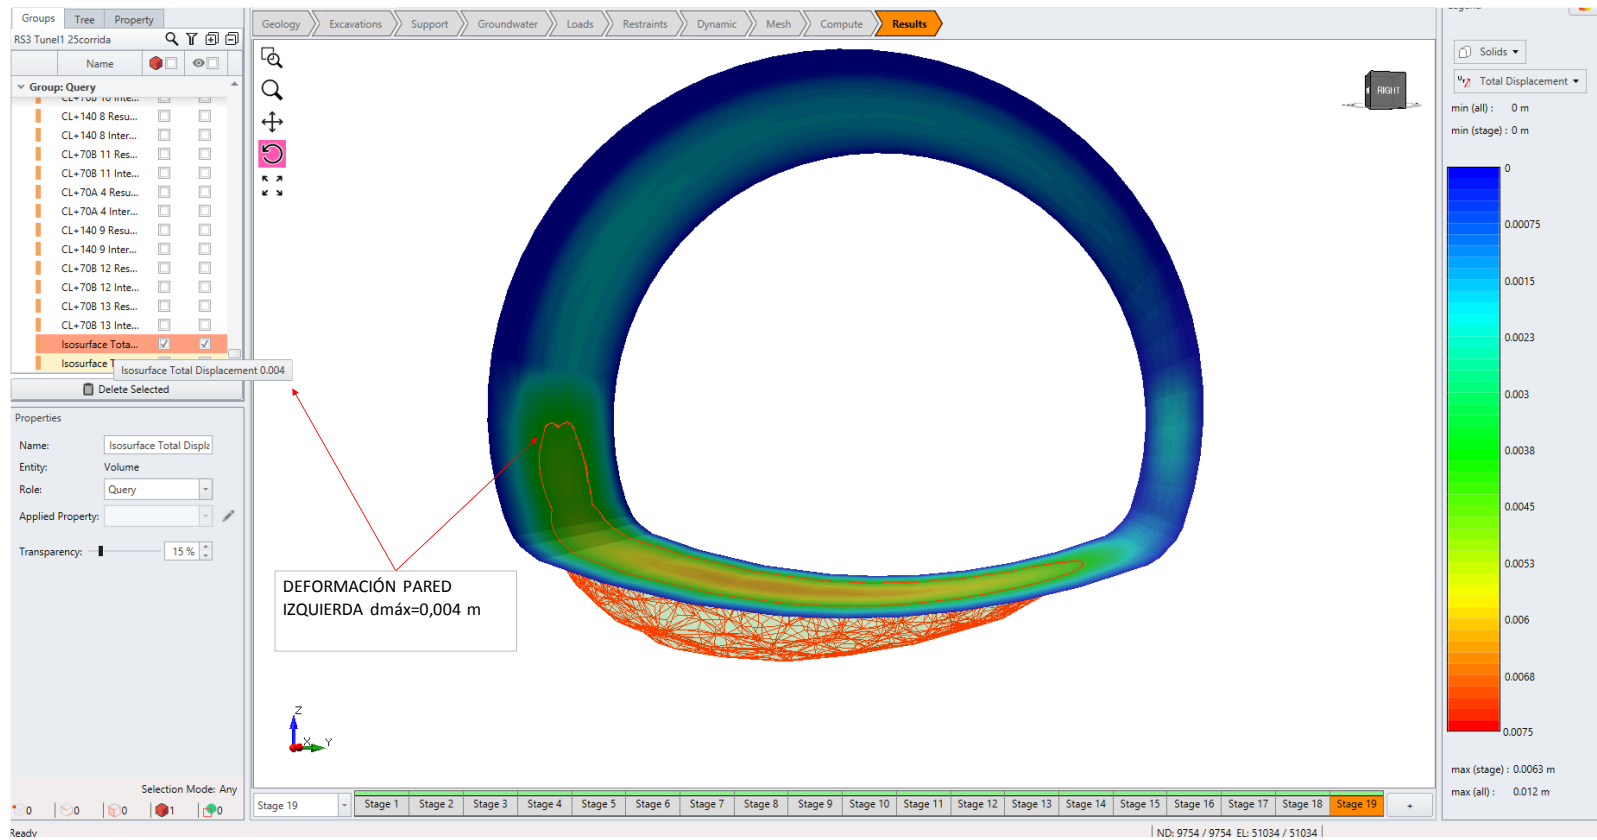 Groups Tree Property
RS3 Tunel1 25corrida
Name
Group: Query
CL+70B 10 Inte...
CL+140 8 Resu...
CL+140 8 Inter...
CL+70B 11 Res...
CL+70B 11 Inte...
CL+70A 4 Resu...
CL+70A 4 Inter...
CL+140 9 Resu...
CL+140 9 Inter...
CL+70B 12 Res...
CL+70B 12 Inte...
CL+70B 13 Res...
CL+70B 13 Inte...
Isosurface Tota...
Isosurface T
Isosurface Total Displacement 0.004
Delete Selected
Properties
Name: Isosurface Total Displa
Entity: Volume
Role: Query
Applied Property:
Transparency: 15 %
Selection Mode: Any
0 0 0 1 0
Ready
Geology Excavations Support Groundwater Loads Restraints Dynamic Mesh Compute Results
RIGHT
DEFORMACIÓN PARED
IZQUIERDA dmáx=0,004 m
Z
X Y
Stage 19 Stage 1 Stage 2 Stage 3 Stage 4 Stage 5 Stage 6 Stage 7 Stage 8 Stage 9 Stage 10 Stage 11 Stage 12 Stage 13 Stage 14 Stage 15 Stage 16 Stage 17 Stage 18 Stage 19 +
ND: 9754 / 9754 EL: 51034 / 51034
Legend
Solids
Total Displacement
min (all) : 0 m
min (stage) : 0 m
0
0.00075
0.0015
0.0023
0.003
0.0038
0.0045
0.0053
0.006
0.0068
0.0075
max (stage) : 0.0063 m
max (all) : 0.012 m